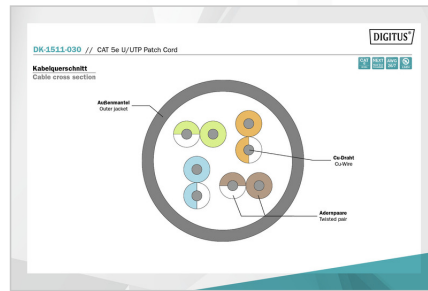 DIGITUS®
DK-1511-030 // CAT 5e U/UTP Patch Cord
Kabelquerschnitt
Cable cross section
Außenmantel
Outer jacket
Cu-Draht
Cu-Wire
Adernpaare
Twisted pair